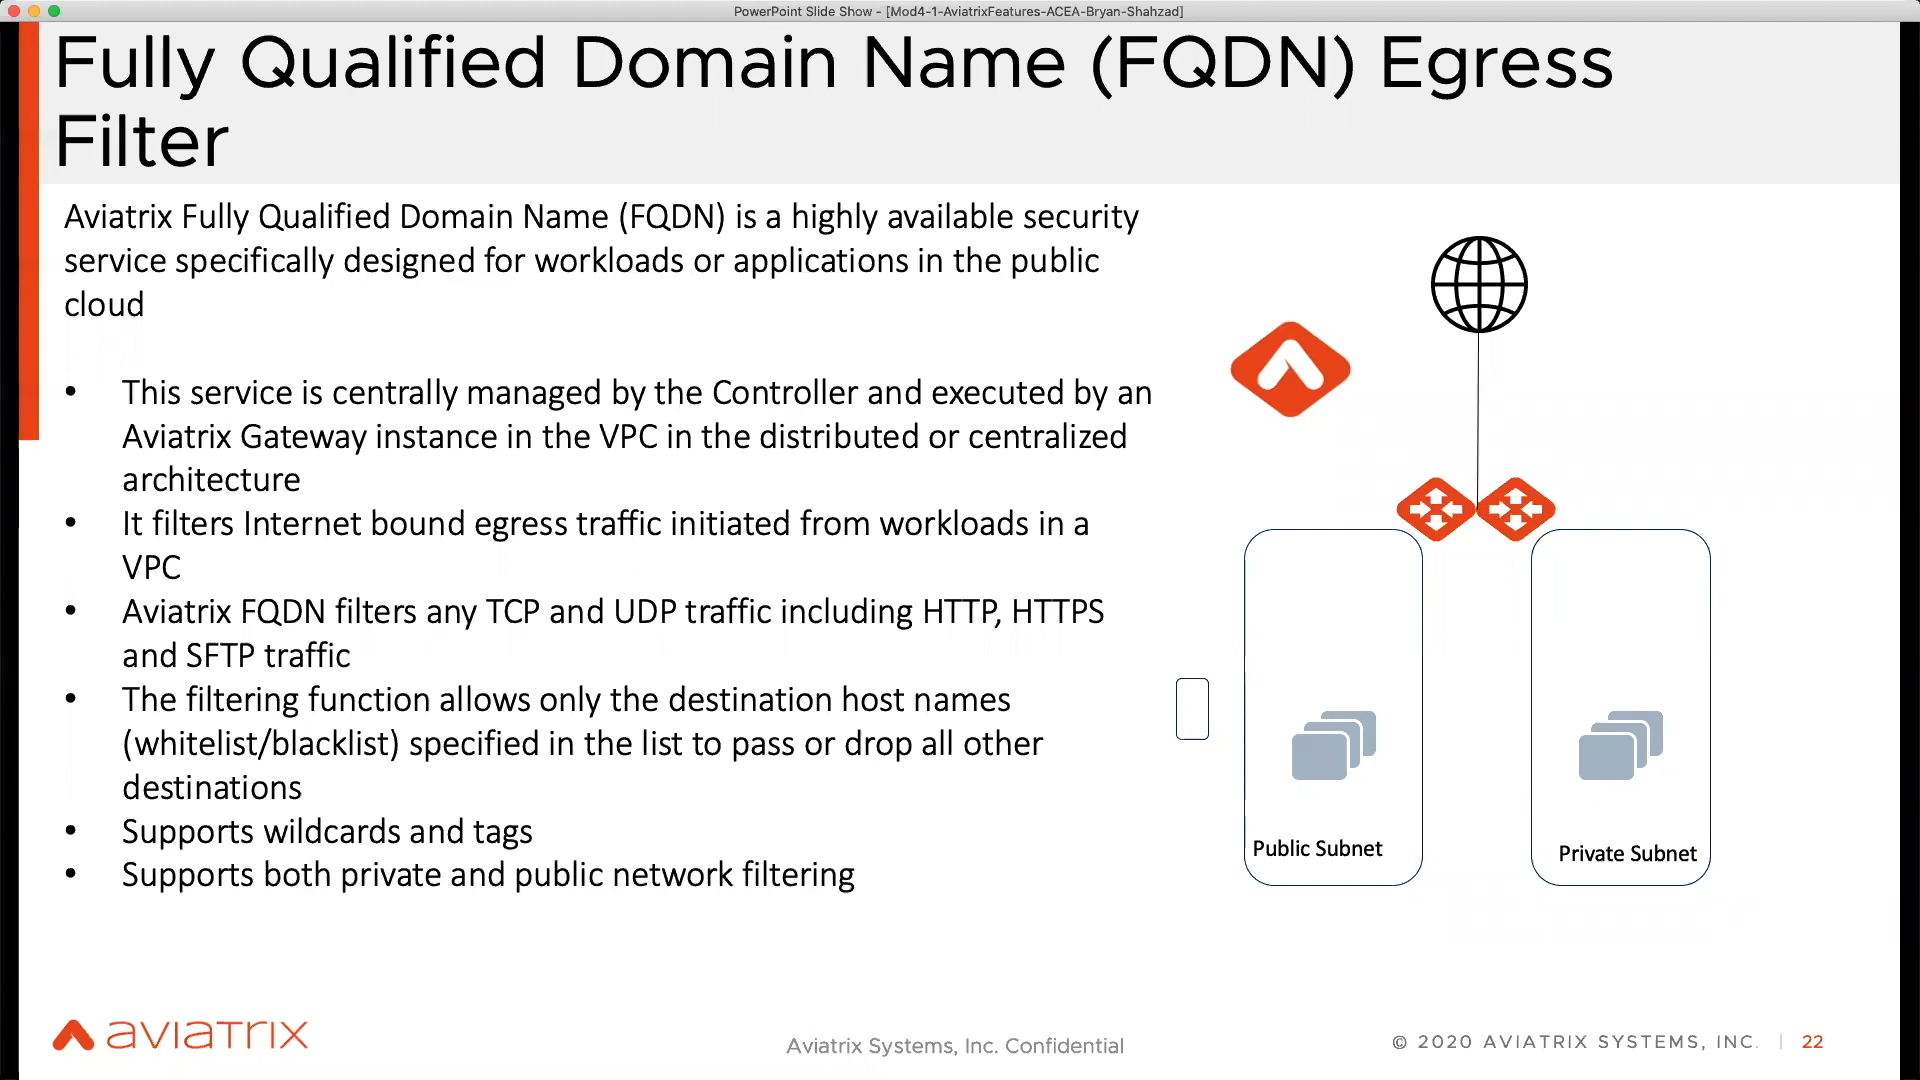 PowerPoint Slide Show - [Mod4-1-AviatrixFeatures-ACEA-Bryan-Shahzad]
Fully Qualified Domain Name (FQDN) Egress
Filter
Aviatrix Fully Qualified Domain Name (FQDN) is a highly available security
service specifically designed for workloads or applications in the public
cloud
• This service is centrally managed by the Controller and executed by an
Aviatrix Gateway instance in the VPC in the distributed or centralized
architecture
• It filters Internet bound egress traffic initiated from workloads in a
VPC
• Aviatrix FQDN filters any TCP and UDP traffic including HTTP, HTTPS
and SFTP traffic
• The filtering function allows only the destination host names
(whitelist/blacklist) specified in the list to pass or drop all other
destinations
• Supports wildcards and tags
• Supports both private and public network filtering
Public Subnet
Private Subnet
aviatrix
Aviatrix Systems, Inc. Confidential
© 2020 AVIATRIX SYSTEMS, INC. | 22